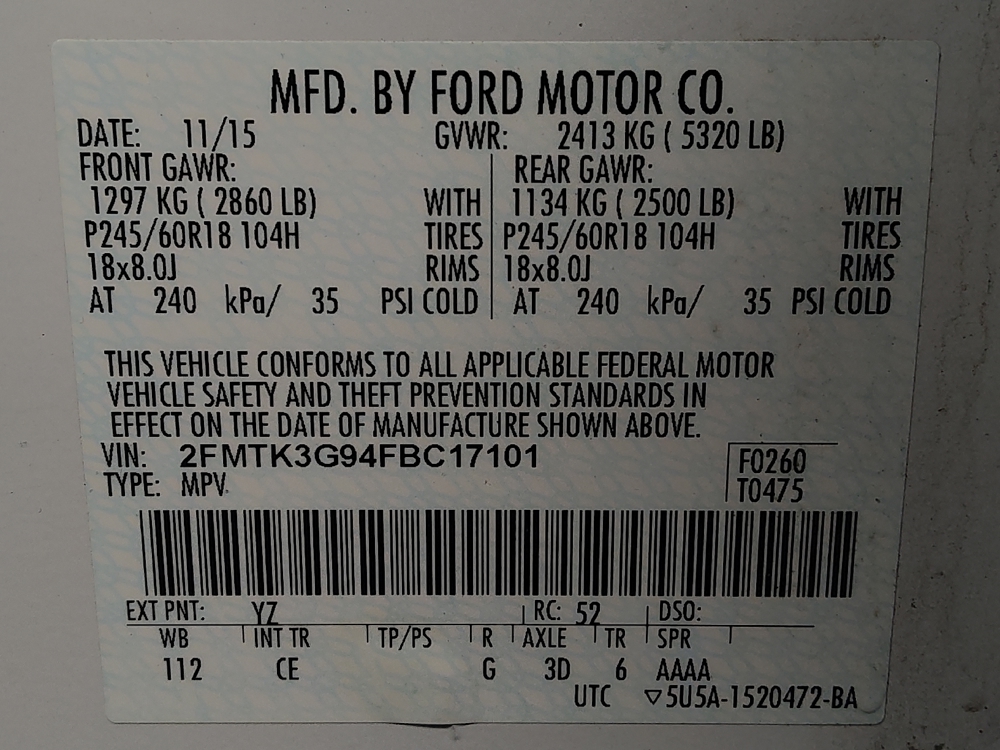 MFD. BY FORD MOTOR CO.
DATE: 11/15 GVWR: 2413 KG ( 5320 LB)
FRONT GAWR: REAR GAWR:
1297 KG ( 2860 LB) WITH 1134 KG ( 2500 LB) WITH
P245/60R18 104H TIRES P245/60R18 104H TIRES
18x8.0J RIMS 18x8.0J RIMS
AT 240 kPa/ 35 PSI COLD AT 240 kPa/ 35 PSI COLD
THIS VEHICLE CONFORMS TO ALL APPLICABLE FEDERAL MOTOR
VEHICLE SAFETY AND THEFT PREVENTION STANDARDS IN
EFFECT ON THE DATE OF MANUFACTURE SHOWN ABOVE.
VIN: 2FMTK3G94FBC17101 F0260
TYPE: MPV T0475
EXT PNT: YZ RC: 52 DSO:
WB INT TR TP/PS R AXLE TR SPR
112 CE G 3D 6 AAAA
UTC ▽5U5A-1520472-BA